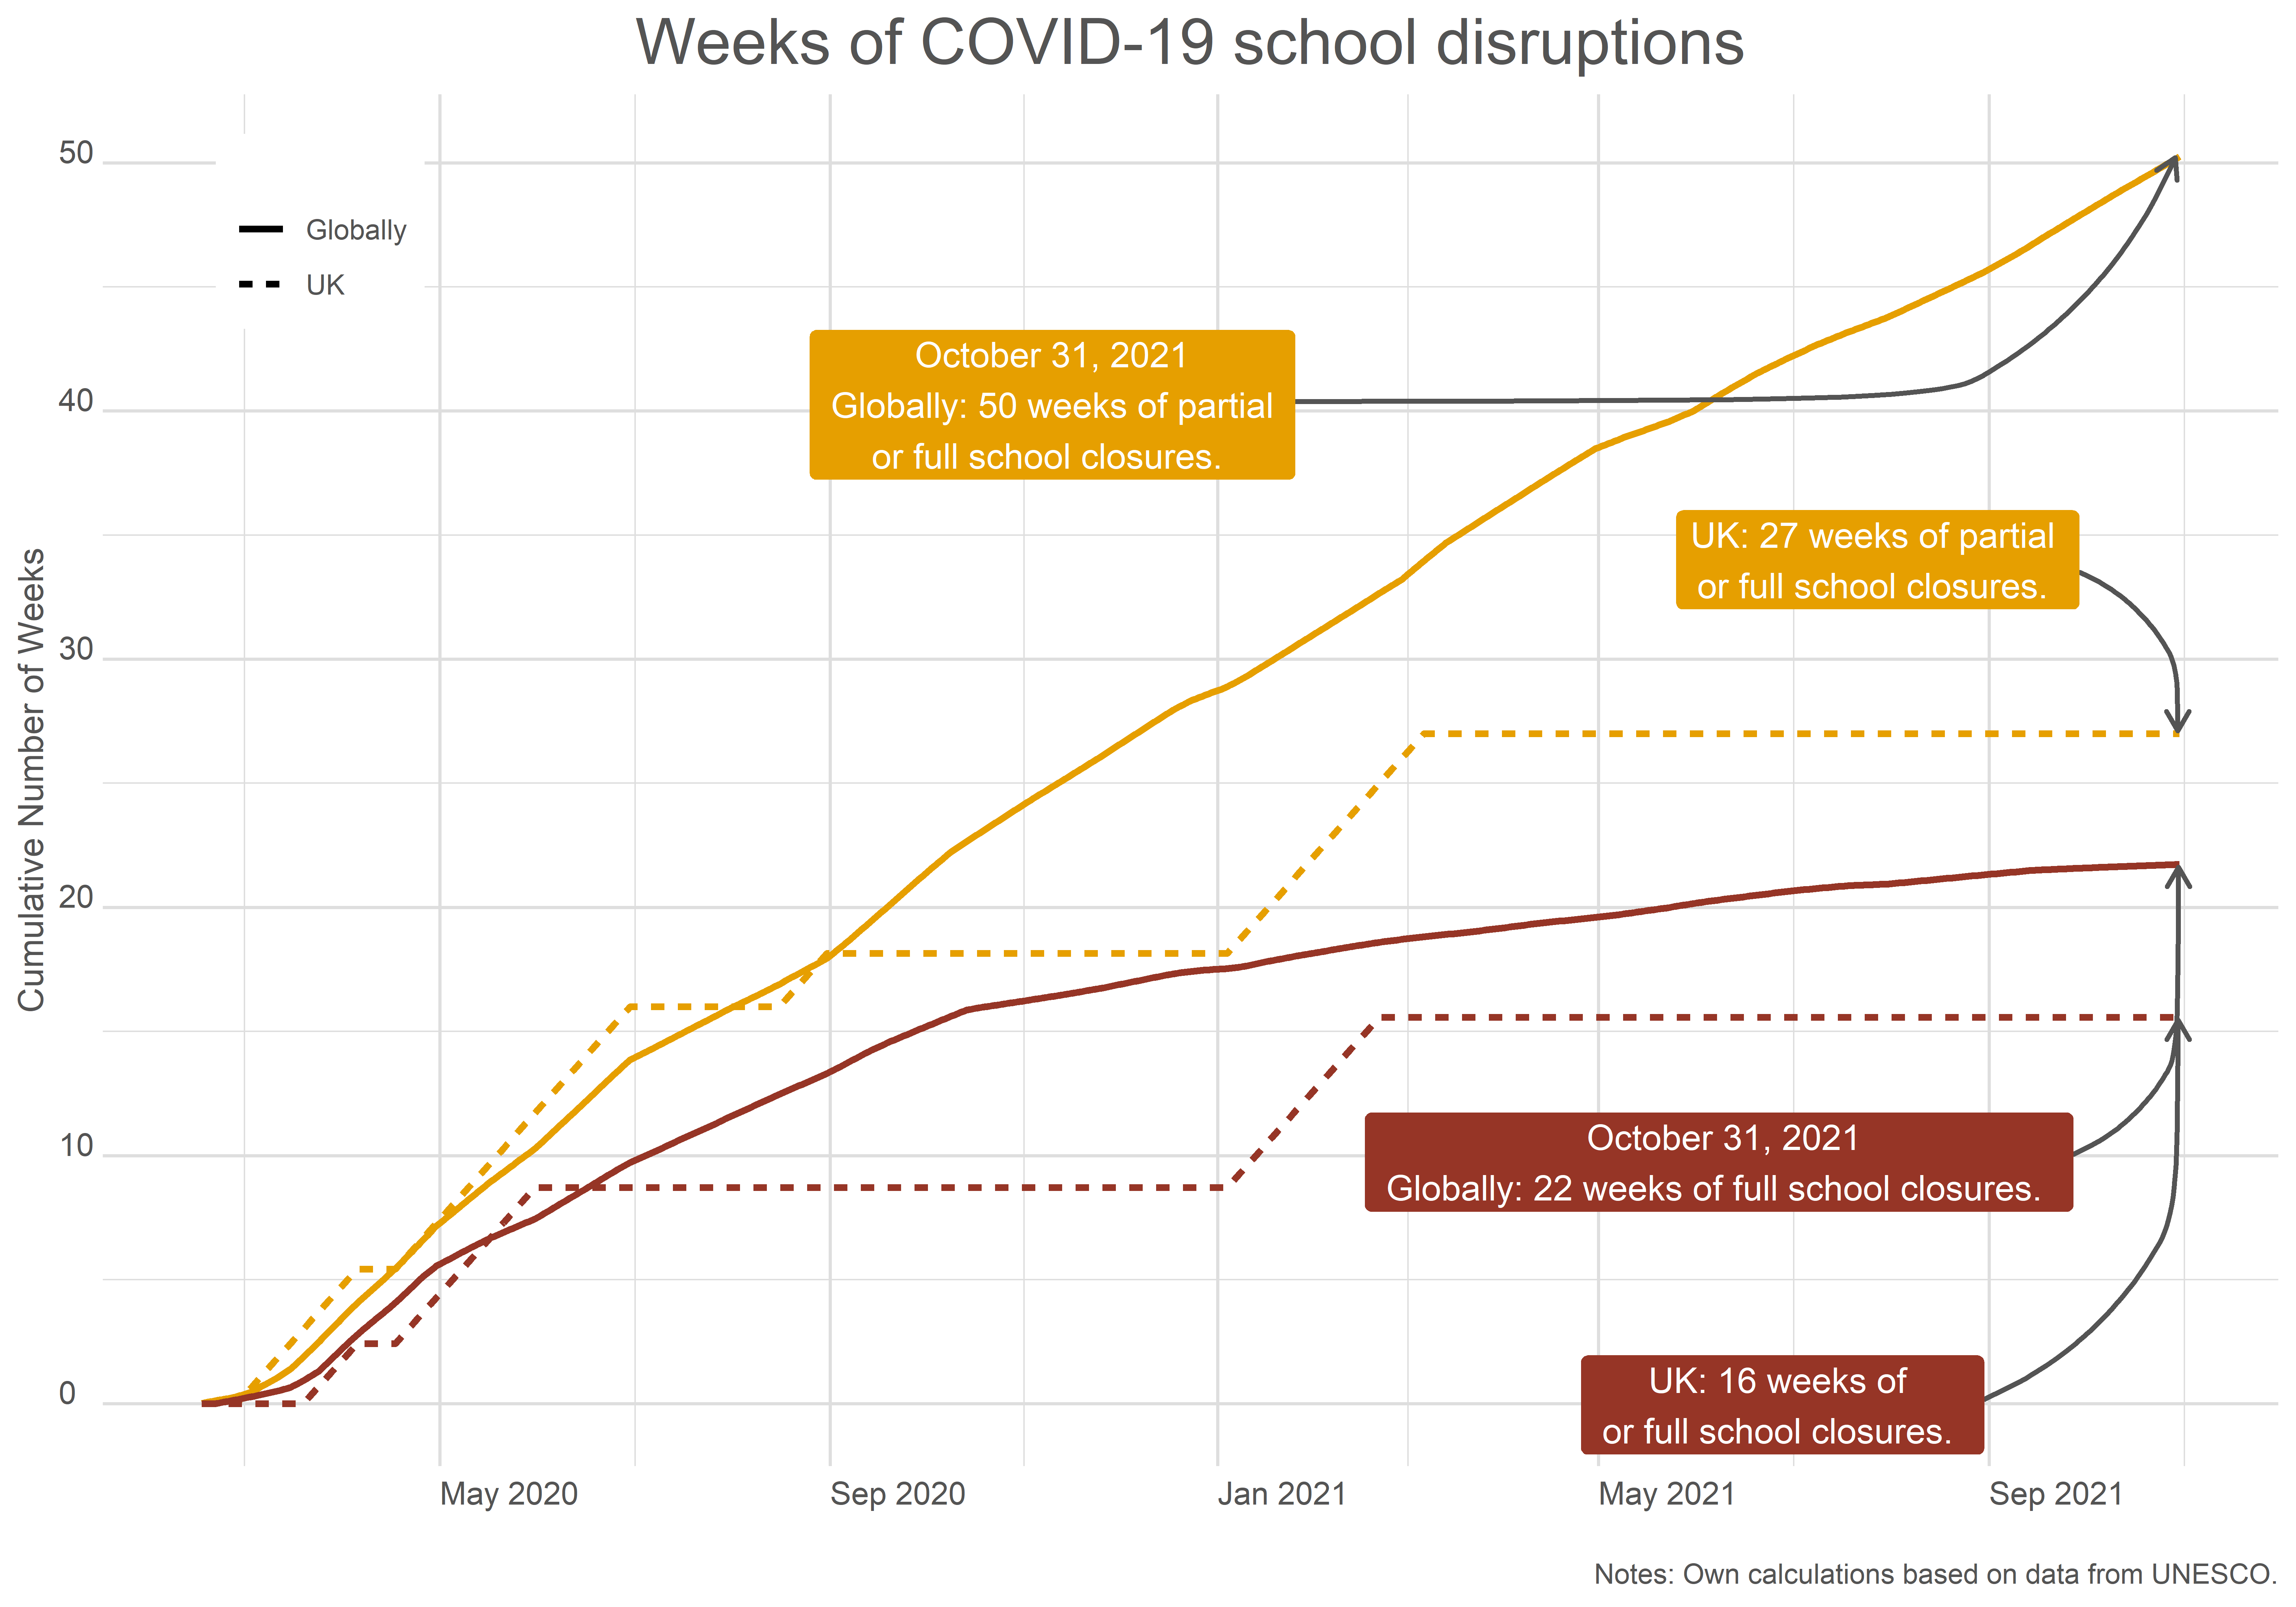 Weeks of COVID-19 school disruptions
Cumulative Number of Weeks
50
40
30
20
10
0
Globally
UK
October 31, 2021
Globally: 50 weeks of partial
or full school closures.
UK: 27 weeks of partial
or full school closures.
October 31, 2021
Globally: 22 weeks of full school closures.
UK: 16 weeks of
or full school closures.
May 2020
Sep 2020
Jan 2021
May 2021
Sep 2021
Notes: Own calculations based on data from UNESCO.